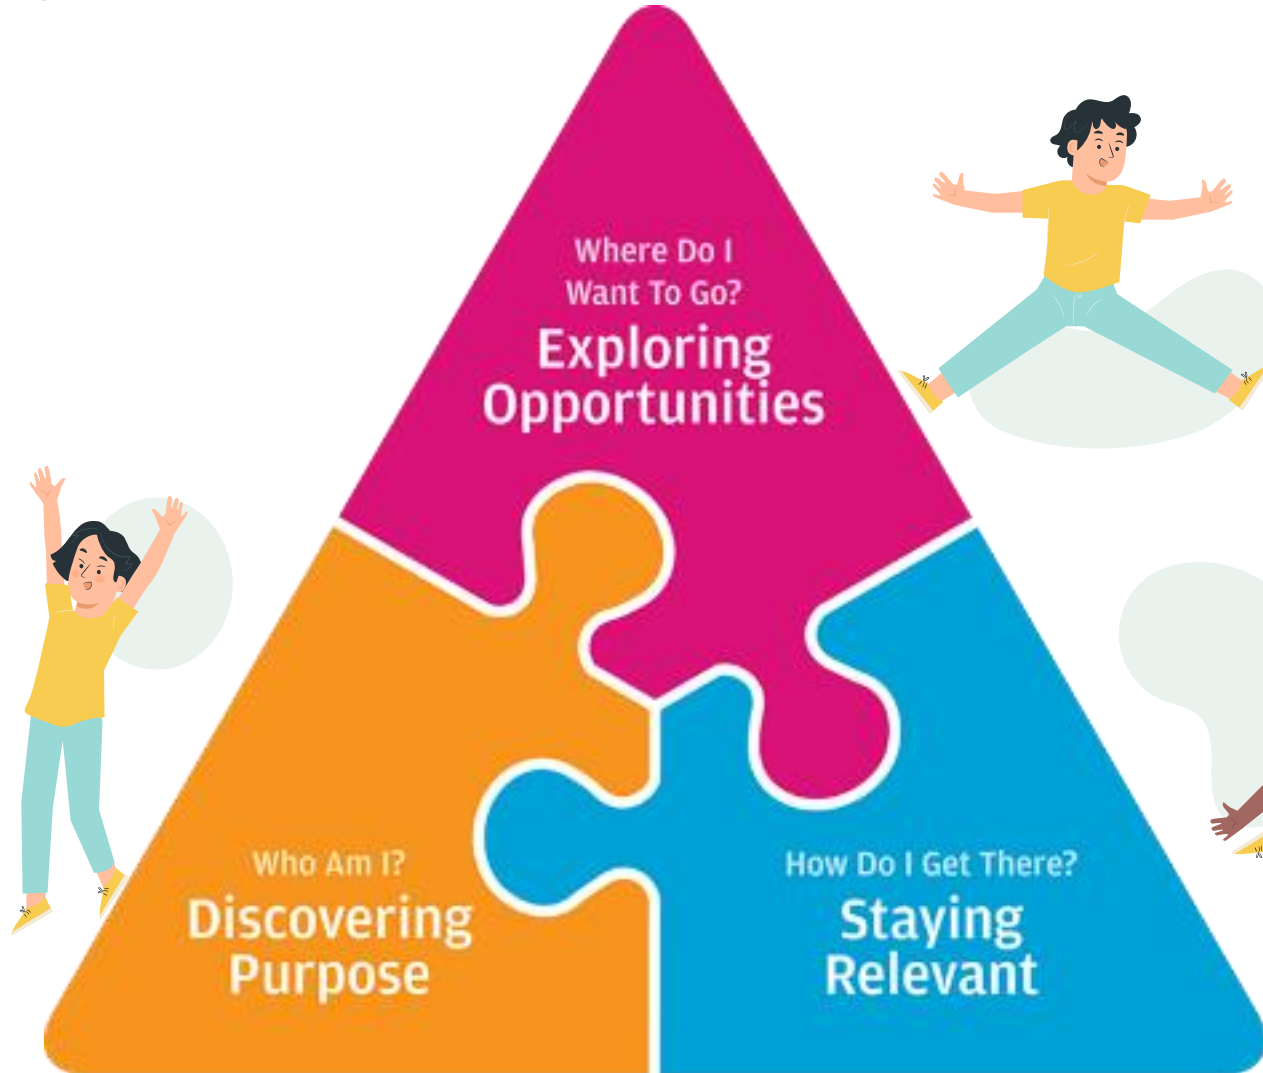 Where Do I
Want To Go?
Exploring
Opportunities
Who Am I?
Discovering
Purpose
How Do I Get There?
Staying
Relevant